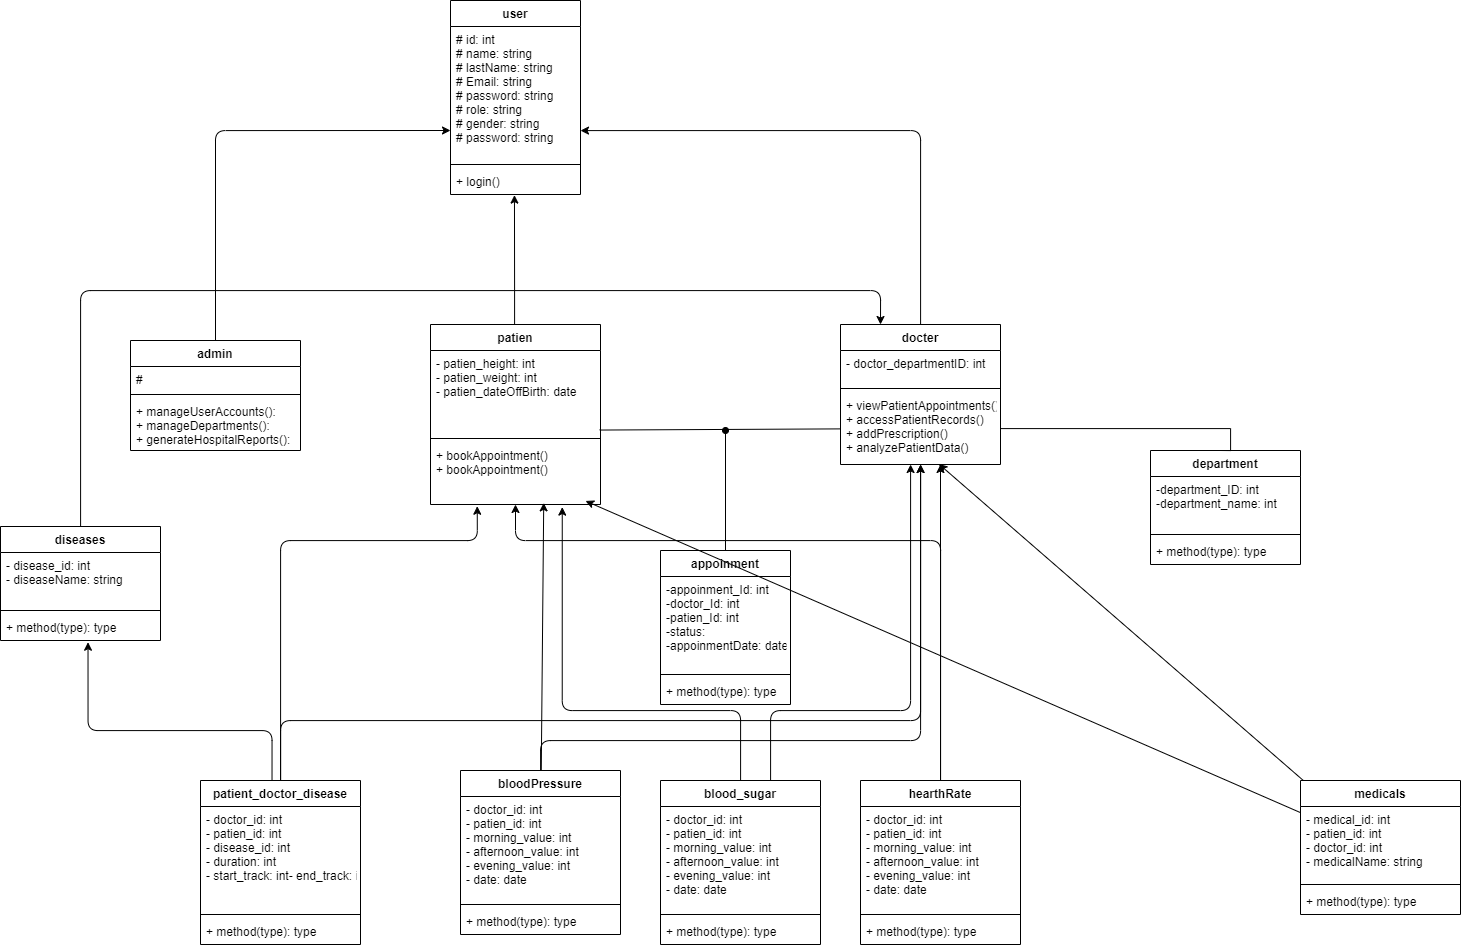 user
# id: int
# name: string
# lastName: string
# Email: string
# password: string
# role: string
# gender: string
# password: string
+ login()
admin
#
+ manageUserAccounts():
+ manageDepartments():
+ generateHospitalReports():
patien
- patien_height: int
- patien_weight: int
- patien_dateOffBirth: date
+ bookAppointment()
+ bookAppointment()
docter
- doctor_departmentID: int
+ viewPatientAppointments()
+ accessPatientRecords()
+ addPrescription()
+ analyzePatientData()
department
-department_ID: int
-department_name: int
+ method(type): type
diseases
- disease_id: int
- diseaseName: string
+ method(type): type
appoinment
-appoinment_Id: int
-doctor_Id: int
-patien_Id: int
-status:
-appoinmentDate: date
+ method(type): type
patient_doctor_disease
- doctor_id: int
- patien_id: int
- disease_id: int
- duration: int
- start_track: int- end_track:
+ method(type): type
bloodPressure
- doctor_id: int
- patien_id: int
- morning_value: int
- afternoon_value: int
- evening_value: int
- date: date
+ method(type): type
blood_sugar
- doctor_id: int
- patien_id: int
- morning_value: int
- afternoon_value: int
- evening_value: int
- date: date
+ method(type): type
hearthRate
- doctor_id: int
- patien_id: int
- morning_value: int
- afternoon_value: int
- evening_value: int
- date: date
+ method(type): type
medicals
- medical_id: int
- patien_id: int
- doctor_id: int
- medicalName: string
+ method(type): type